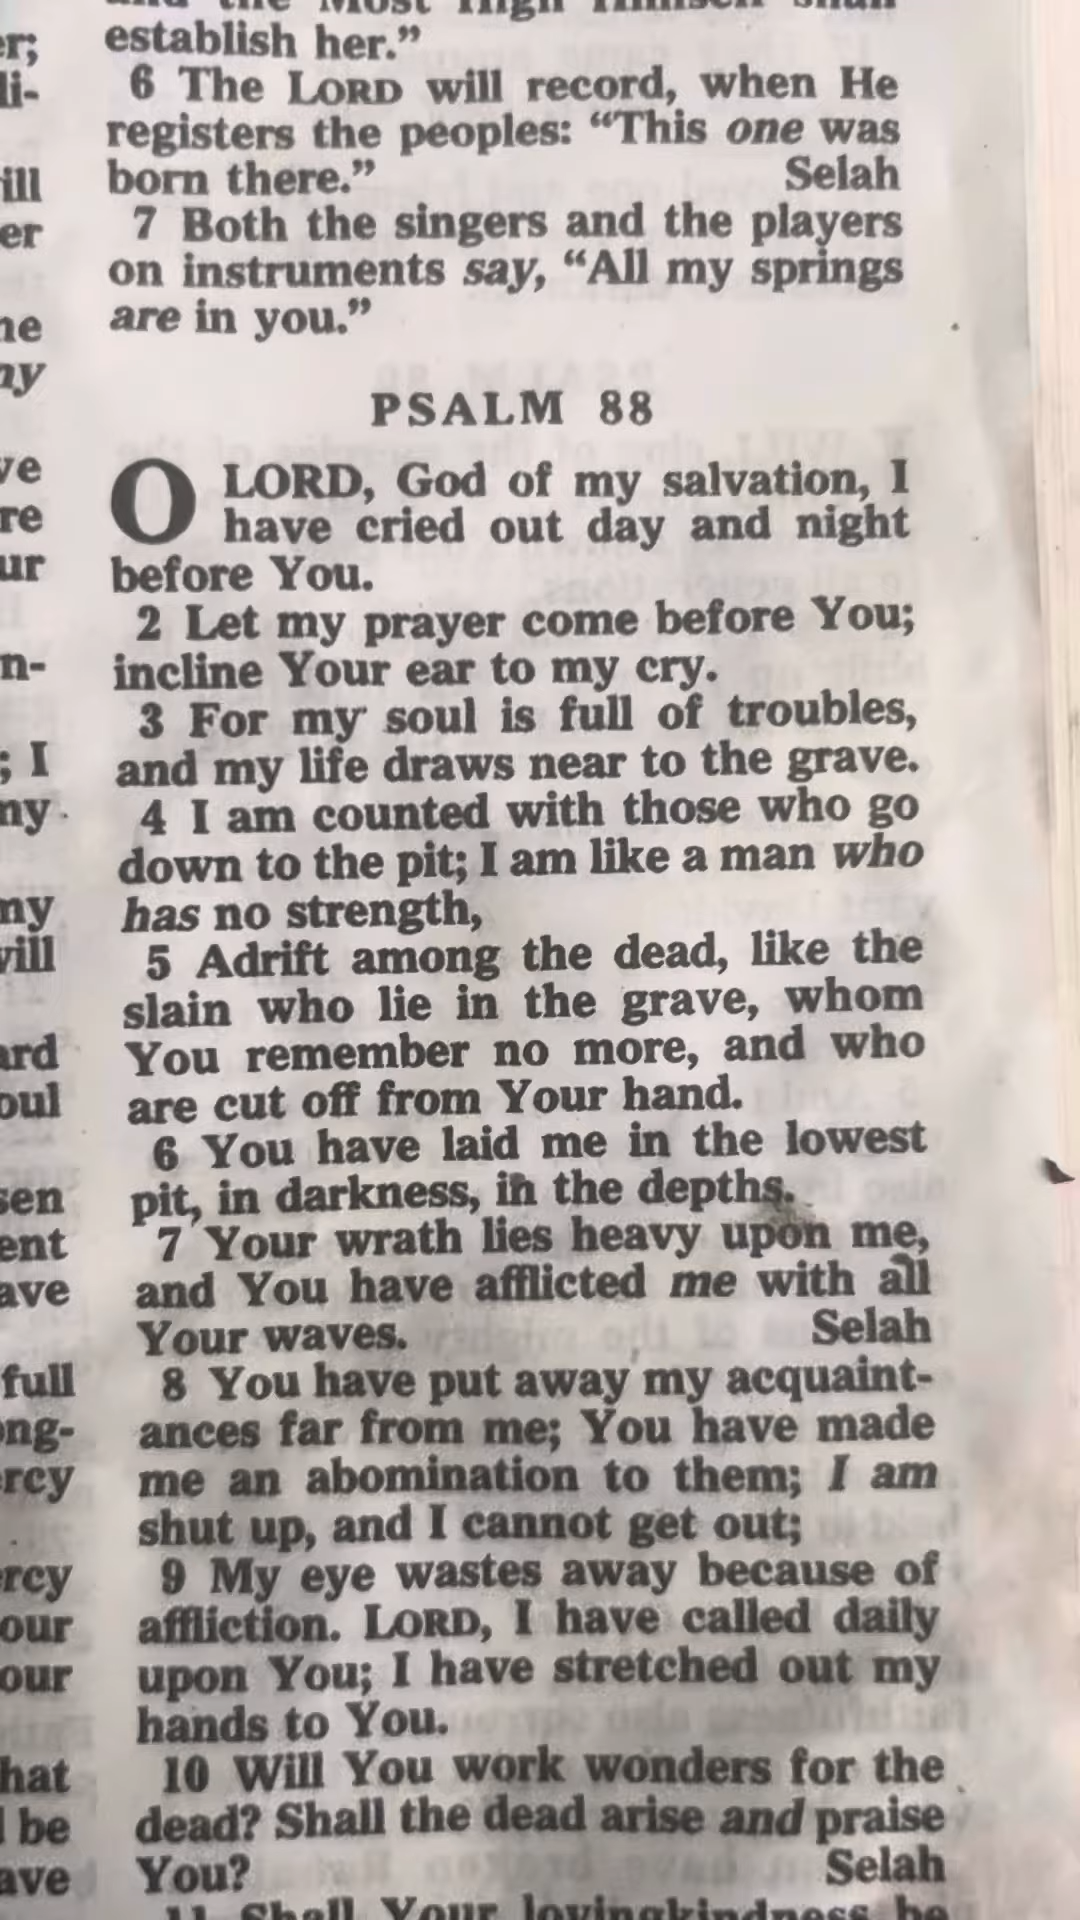 and the Most High Himself shall
establish her.”
6 The LORD will record, when He
registers the peoples: “This one was
born there.” Selah
7 Both the singers and the players
on instruments say, “All my springs
are in you.”
PSALM 88
O LORD, God of my salvation, I
have cried out day and night
before You.
2 Let my prayer come before You;
incline Your ear to my cry.
3 For my soul is full of troubles,
and my life draws near to the grave.
4 I am counted with those who go
down to the pit; I am like a man who
has no strength,
5 Adrift among the dead, like the
slain who lie in the grave, whom
You remember no more, and who
are cut off from Your hand.
6 You have laid me in the lowest
pit, in darkness, in the depths.
7 Your wrath lies heavy upon me,
and You have afflicted me with all
Your waves. Selah
8 You have put away my acquaint-
ances far from me; You have made
me an abomination to them; I am
shut up, and I cannot get out;
9 My eye wastes away because of
affliction. LORD, I have called daily
upon You; I have stretched out my
hands to You.
10 Will You work wonders for the
dead? Shall the dead arise and praise
You? Selah
11 Shall Your lovingkindness be